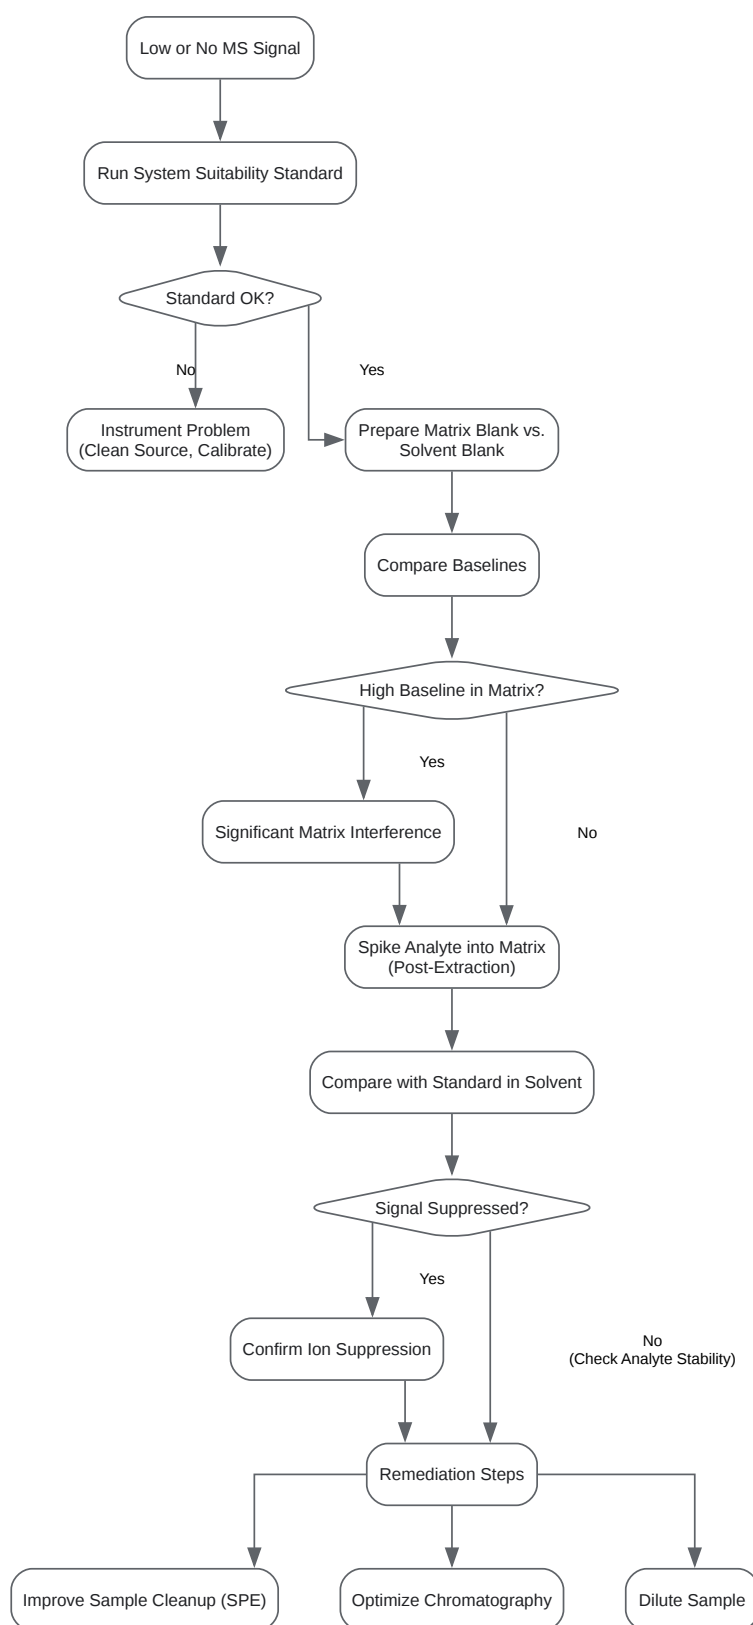 Low or No MS Signal
Run System Suitability Standard
Standard OK?
No
Yes
Instrument Problem
(Clean Source, Calibrate)
Prepare Matrix Blank vs.
Solvent Blank
Compare Baselines
High Baseline in Matrix?
Yes
Significant Matrix Interference
No
Spike Analyte into Matrix
(Post-Extraction)
Compare with Standard in Solvent
Signal Suppressed?
Yes
Confirm Ion Suppression
No
(Check Analyte Stability)
Remediation Steps
Improve Sample Cleanup (SPE)
Optimize Chromatography
Dilute Sample